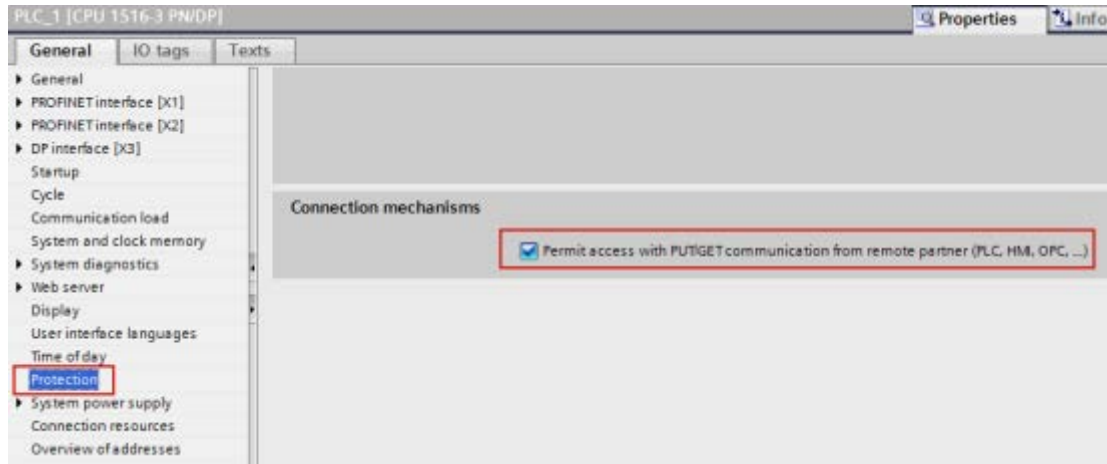 PLC_1 [CPU 1516-3 PN/DP]
Properties
Info
General
IO tags
Texts
General
PROFINET interface [X1]
PROFINET interface [X2]
DP interface [X3]
Startup
Cycle
Communication load
System and clock memory
System diagnostics
Web server
Display
User interface languages
Time of day
Protection
System power supply
Connection resources
Overview of addresses
Connection mechanisms
Permit access with PUT/GET communication from remote partner (PLC, HMI, OPC, ...)